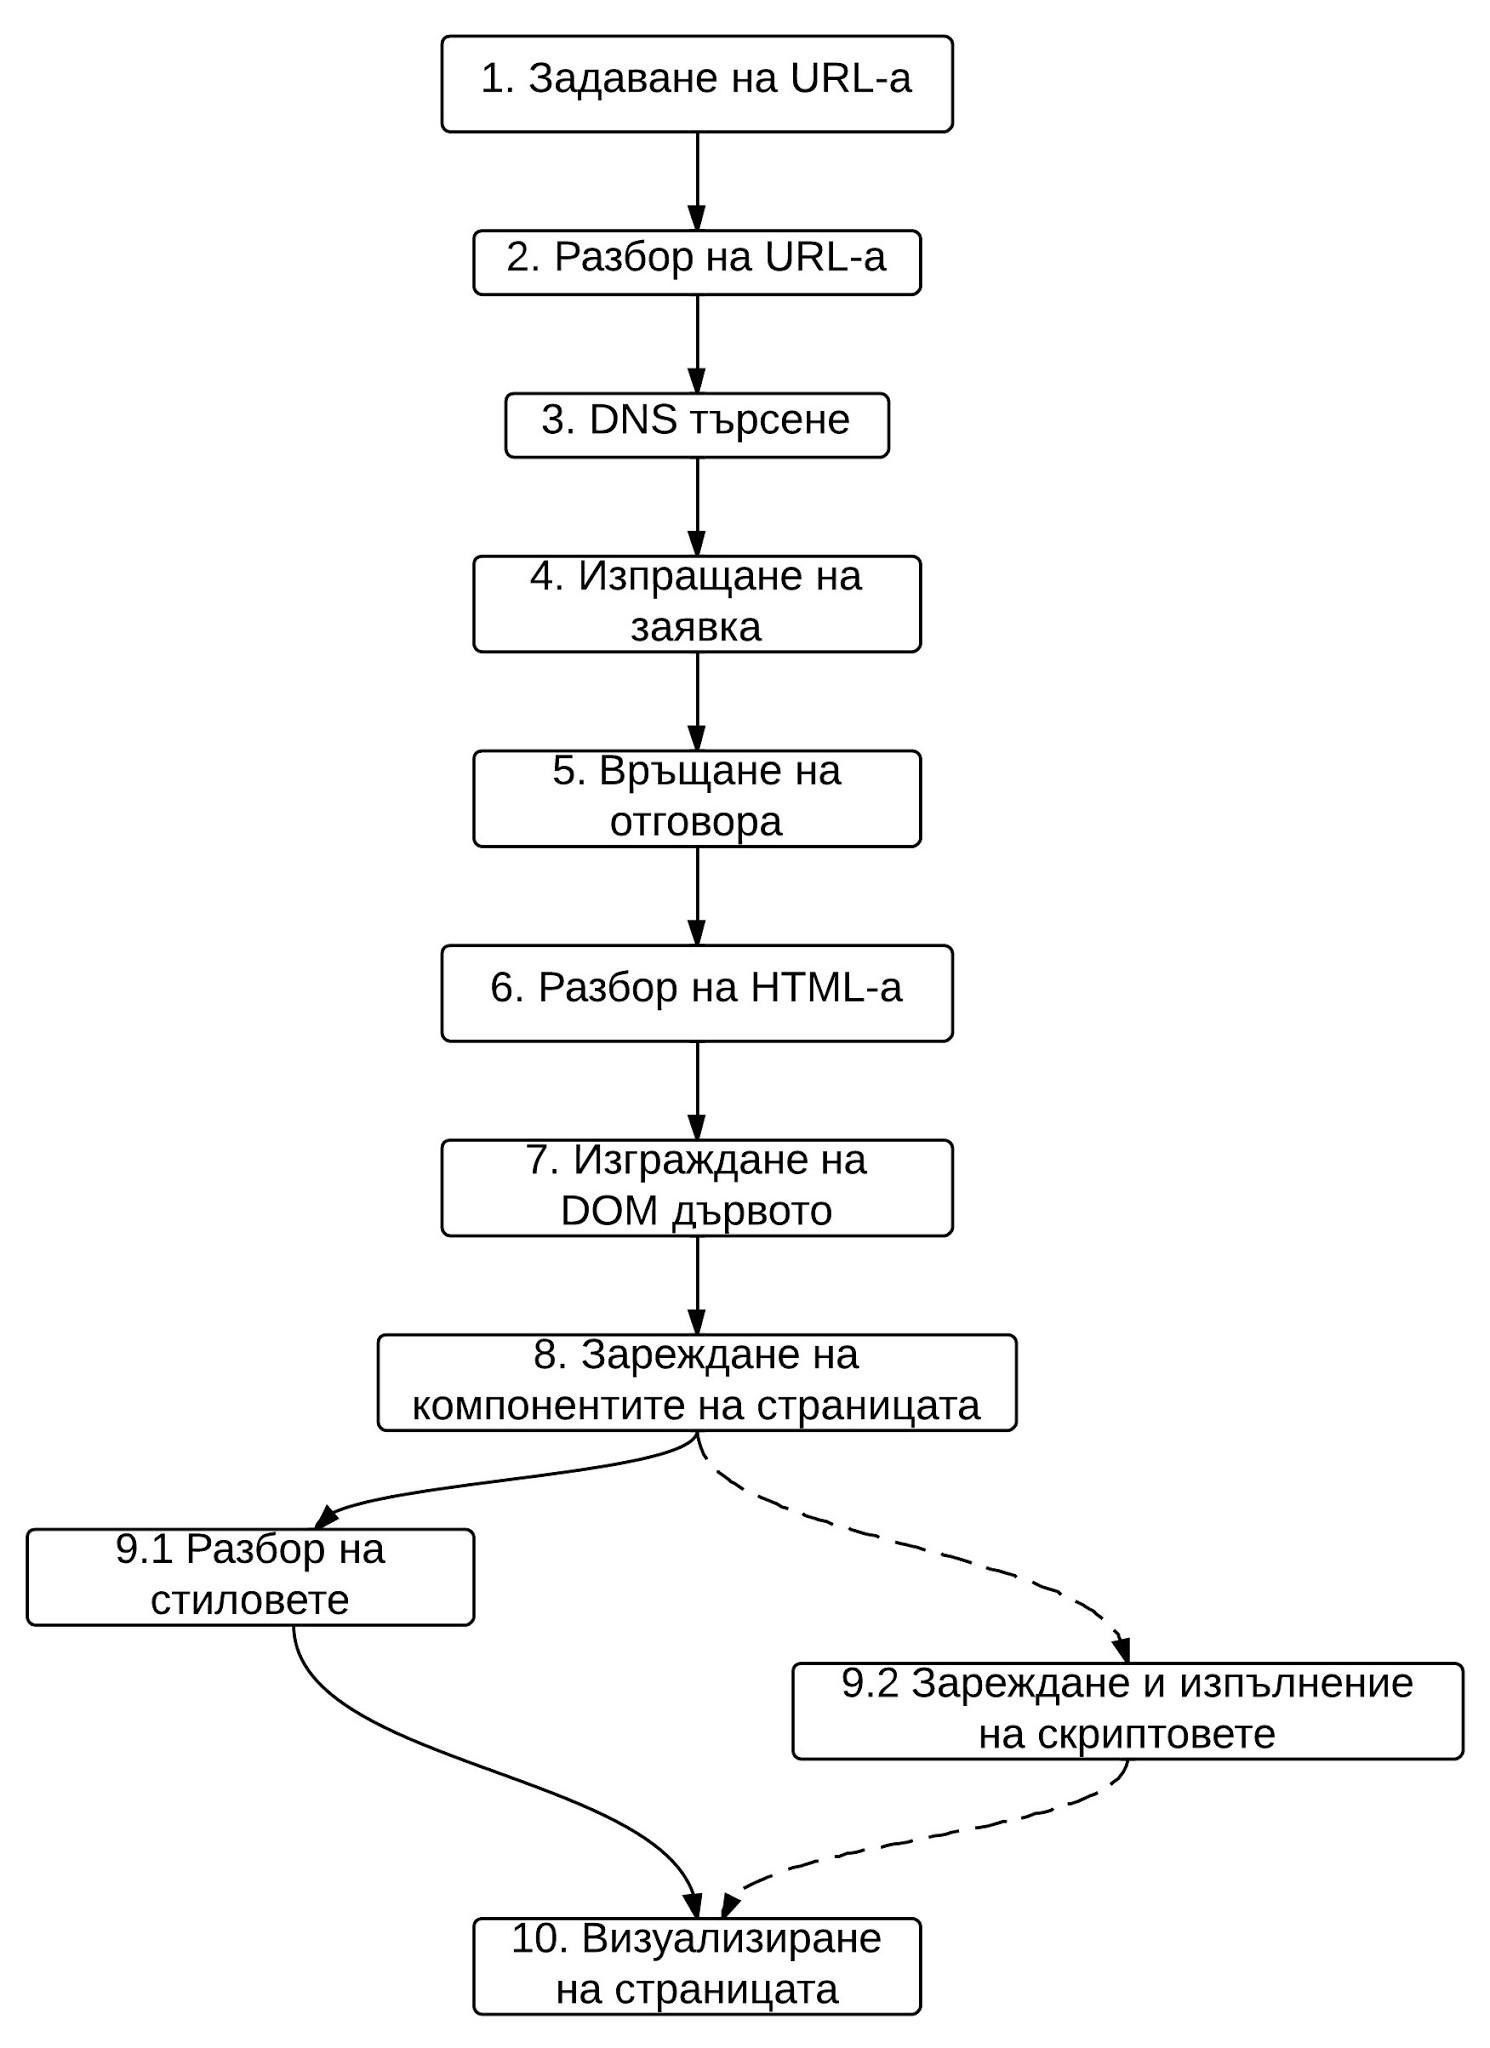 1. Задаване на URL-а
2. Разбор на URL-а
3. DNS търсене
4. Изпращане на
заявка
5. Връщане на
отговора
6. Разбор на HTML-а
7. Изграждане на
DOM дървото
8. Зареждане на
компонентите на страницата
9.1 Разбор на
стиловете
9.2 Зареждане и изпълнение
на скриптовете
10. Визуализиране
на страницата